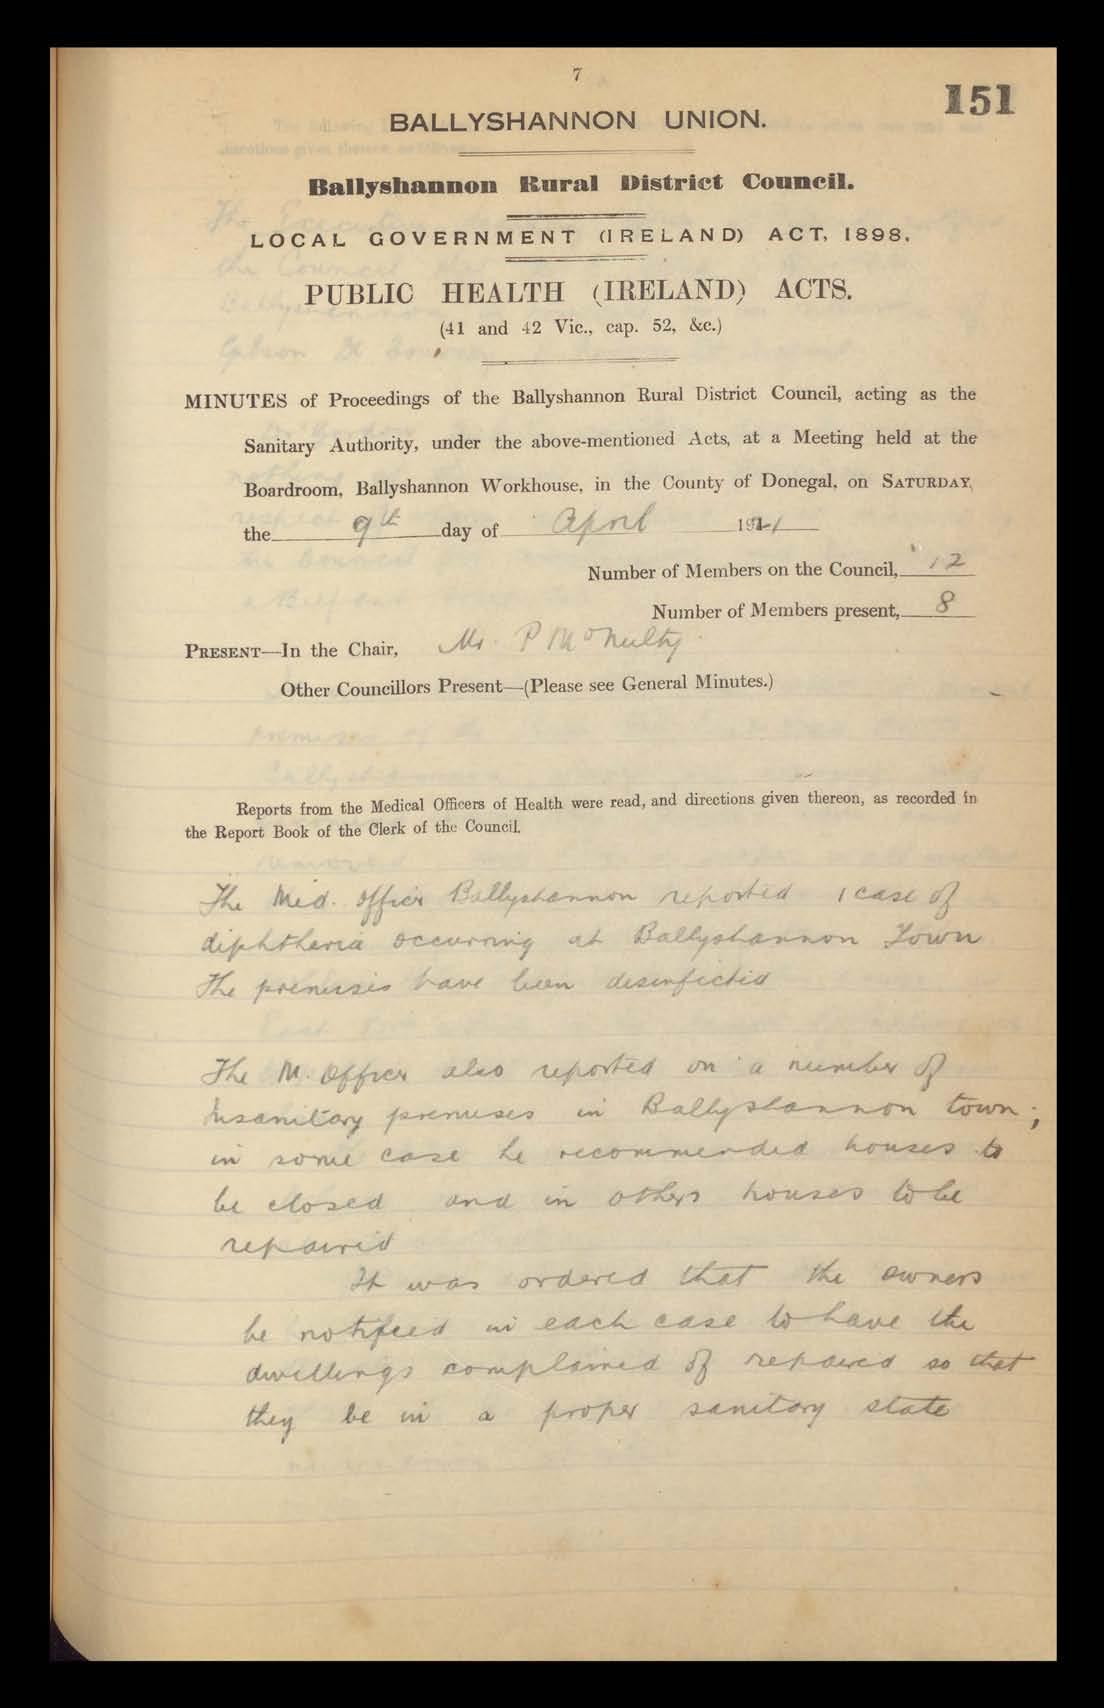 7
151
BALLYSHANNON UNION.
Ballyshannon Rural District Council.
LOCAL GOVERNMENT (IRELAND) ACT, 1898.
PUBLIC HEALTH (IRELAND) ACTS.
(41 and 42 Vic., cap. 52, &c.)
MINUTES of Proceedings of the Ballyshannon Rural District Council, acting as the
Sanitary Authority, under the above-mentioned Acts, at a Meeting held at the
Boardroom, Ballyshannon Workhouse, in the County of Donegal, on SATURDAY,
the 9th day of April 1921
Number of Members on the Council, 12
Number of Members present, 8
PRESENT—In the Chair, Mr. P McNulty
Other Councillors Present—(Please see General Minutes.)
Reports from the Medical Officers of Health were read, and directions given thereon, as recorded in
the Report Book of the Clerk of the Council.
The Med. Officer Ballyshannon reported 1 case of
diphtheria occurring at Ballyshannon Town
The premises have been desinfected
The M. Officer also reported on a number of
insanitary premises in Ballyshannon town;
in some case he recommended houses to
be closed and in others houses to be
repaired
It was ordered that the owners
be notified in each case to have the
dwellings complained of repaired so that
they be in a proper sanitary state